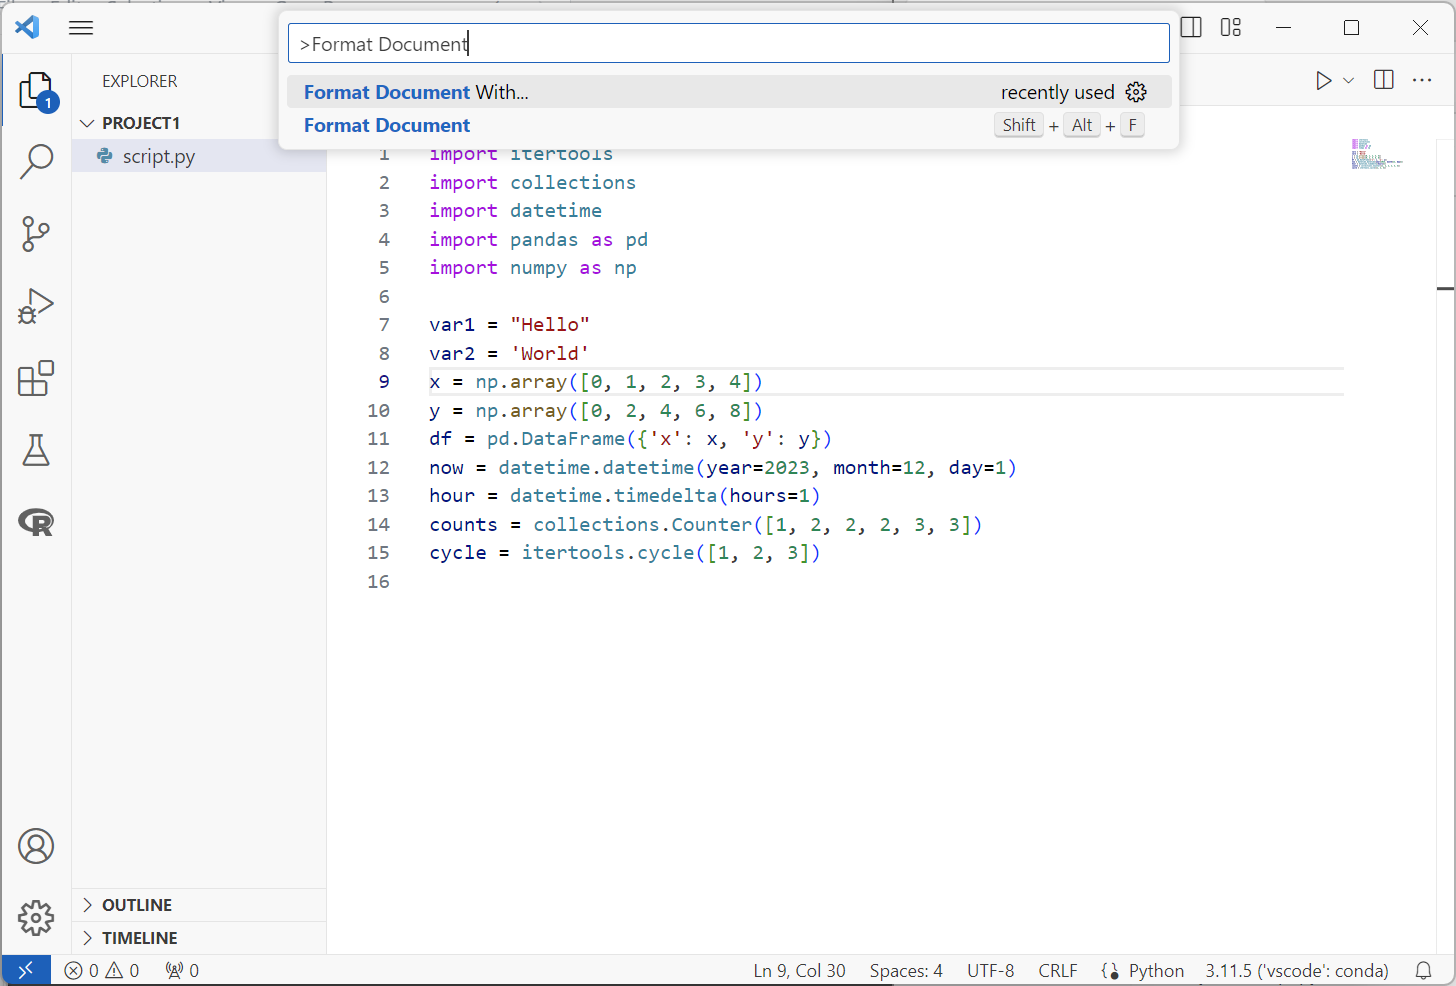 >Format Document
Format Document With... recently used
Format Document Shift + Alt + F
EXPLORER
PROJECT1
script.py
1 import itertools
2 import collections
3 import datetime
4 import pandas as pd
5 import numpy as np
6
7 var1 = "Hello"
8 var2 = 'World'
9 x = np.array([0, 1, 2, 3, 4])
10 y = np.array([0, 2, 4, 6, 8])
11 df = pd.DataFrame({'x': x, 'y': y})
12 now = datetime.datetime(year=2023, month=12, day=1)
13 hour = datetime.timedelta(hours=1)
14 counts = collections.Counter([1, 2, 2, 2, 3, 3])
15 cycle = itertools.cycle([1, 2, 3])
16
1
R
OUTLINE
TIMELINE
0 0 0 Ln 9, Col 30 Spaces: 4 UTF-8 CRLF Python 3.11.5 ('vscode': conda)